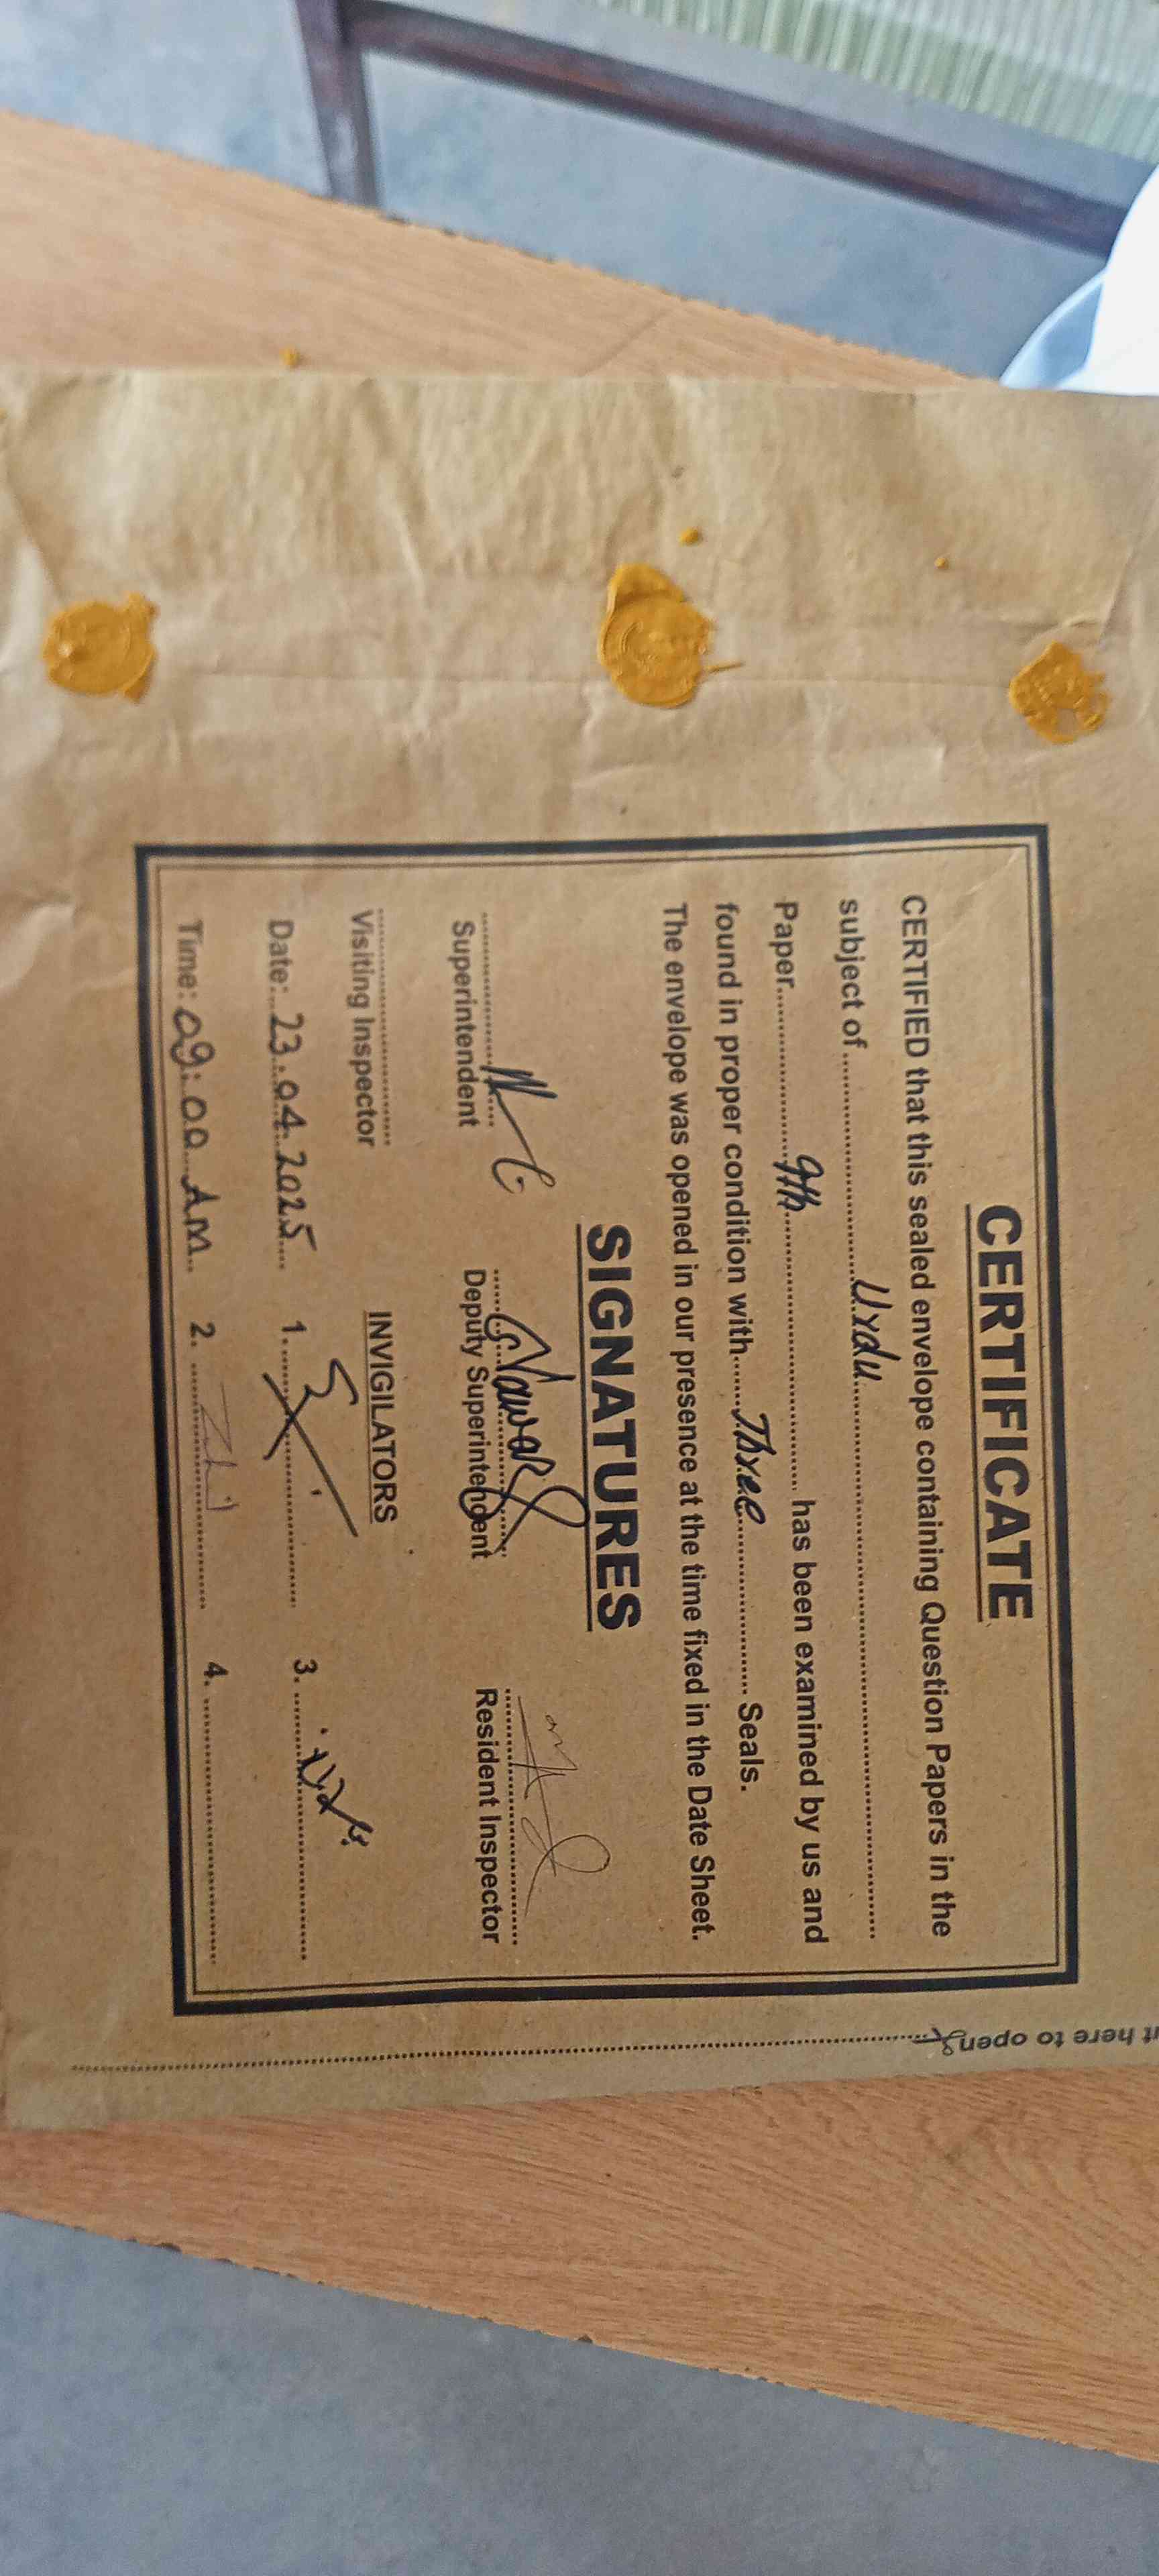 CERTIFICATE
CERTIFIED that this sealed envelope containing Question Papers in the
subject of ............ Urdu ............
Paper ............ 9th ............ has been examined by us and
found in proper condition with ........ Three ............ Seals.
The envelope was opened in our presence at the time fixed in the Date Sheet.
SIGNATURES
Superintendent Deputy Superintendent Resident Inspector
Visiting Inspector
INVIGILATORS
Date: 23.04.2025 1. ............ 3. ............
Time: 09:00 AM 2. ............ 4. ............
here to open